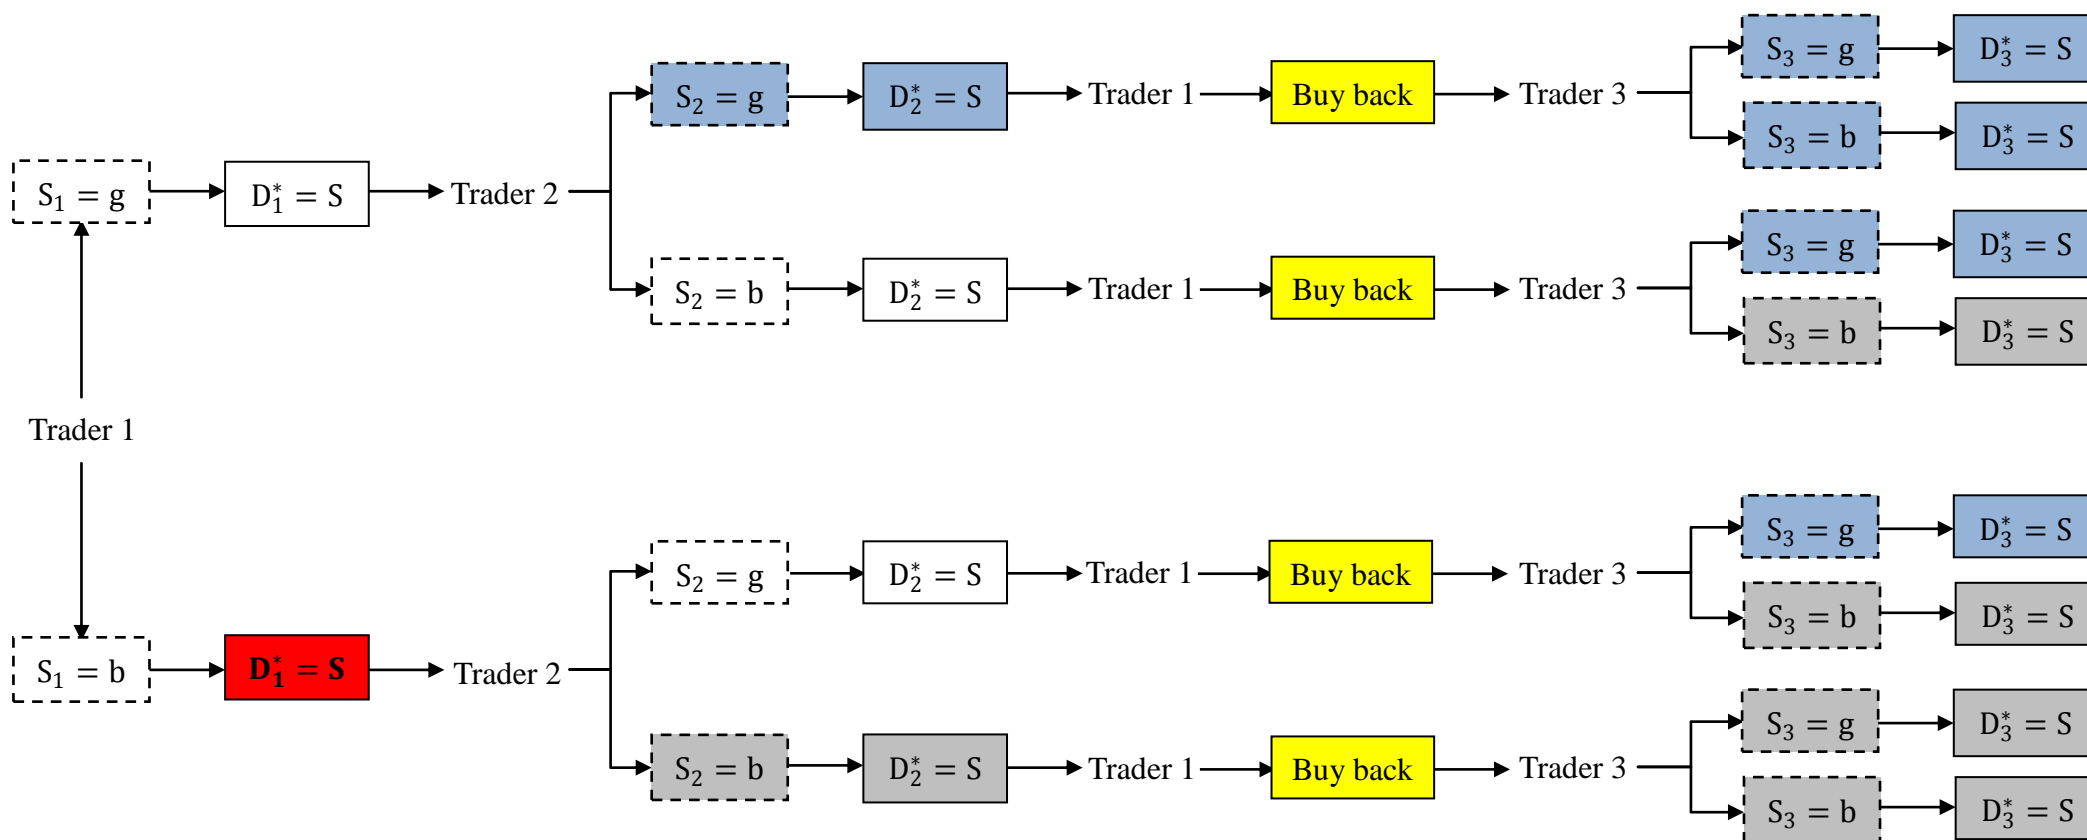 S₃ = g D₃* = S
S₂ = g D₂* = S Trader 1 Buy back Trader 3
S₃ = b D₃* = S
S₁ = g D₁* = S Trader 2
S₃ = g D₃* = S
S₂ = b D₂* = S Trader 1 Buy back Trader 3
S₃ = b D₃* = S
Trader 1
S₃ = g D₃* = S
S₂ = g D₂* = S Trader 1 Buy back Trader 3
S₃ = b D₃* = S
S₁ = b D₁* = S Trader 2
S₃ = g D₃* = S
S₂ = b D₂* = S Trader 1 Buy back Trader 3
S₃ = b D₃* = S